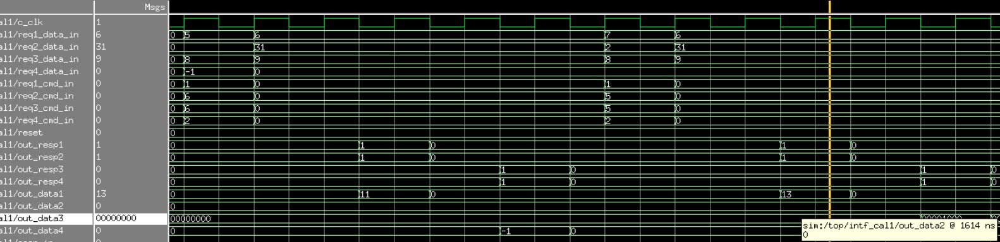 Msgs
al1/c_clk 1
al1/req1_data_in 6 0 5 6 7 6
al1/req2_data_in 31 0 31 2 31
al1/req3_data_in 9 0 8 9 8 9
al1/req4_data_in 0 0 -1 0
al1/req1_cmd_in 0 0 1 0 1 0
al1/req2_cmd_in 0 0 6 0 5 0
al1/req3_cmd_in 0 0 6 0 5 0
al1/req4_cmd_in 0 0 2 0 2 0
al1/reset 0 0
al1/out_resp1 1 0 1 0 1 0
al1/out_resp2 1 0 1 0 1 0
al1/out_resp3 0 0 1 0 1 0
al1/out_resp4 0 0 1 0 1 0
al1/out_data1 13 0 11 0 13 0
al1/out_data2 0 0
al1/out_data3 00000000 00000000
al1/out_data4 0 0 -1 0
sim:/top/intf_cal1/out_data2 @ 1614 ns
0